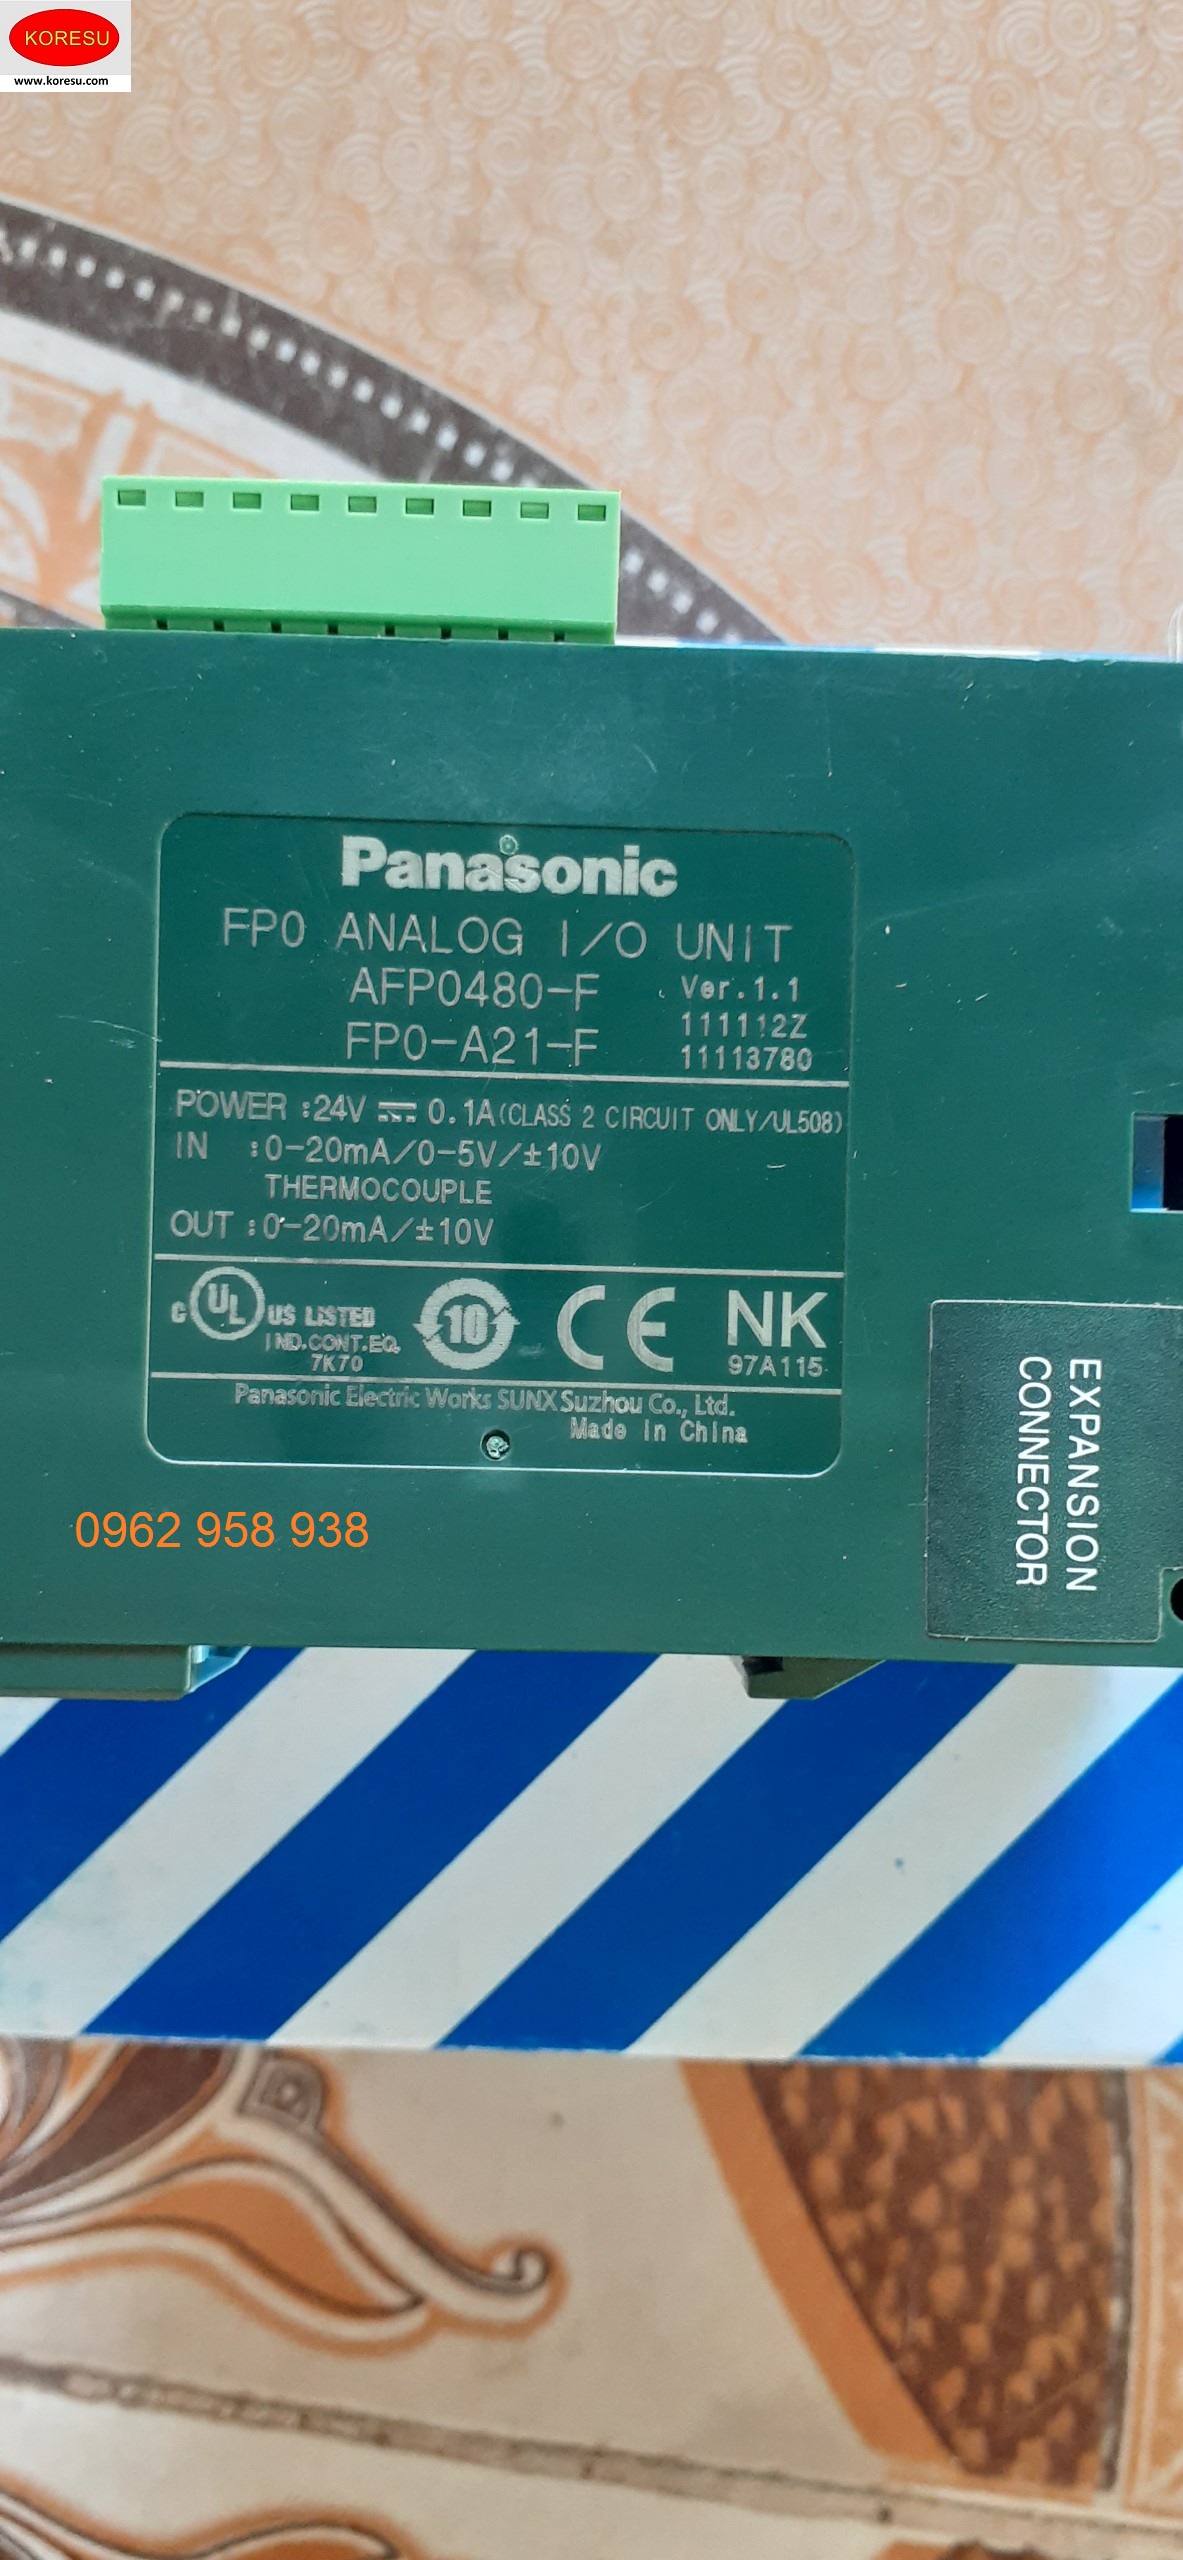 KORESU
www.koresu.com
Panasonic
FP0 ANALOG I/O UNIT
AFP0480-F Ver.1.1
111112Z
FP0-A21-F 11113780
POWER :24V ⎓ 0.1A(CLASS 2 CIRCUIT ONLY/UL508)
IN :0-20mA/0-5V/±10V
THERMOCOUPLE
OUT :0-20mA/±10V
C UL US LISTED
IND.CONT.EQ.
7K70
10
CE
NK
97A115
Panasonic Electric Works SUNX Suzhou Co., Ltd.
Made in China
EXPANSION
CONNECTOR
0962 958 938